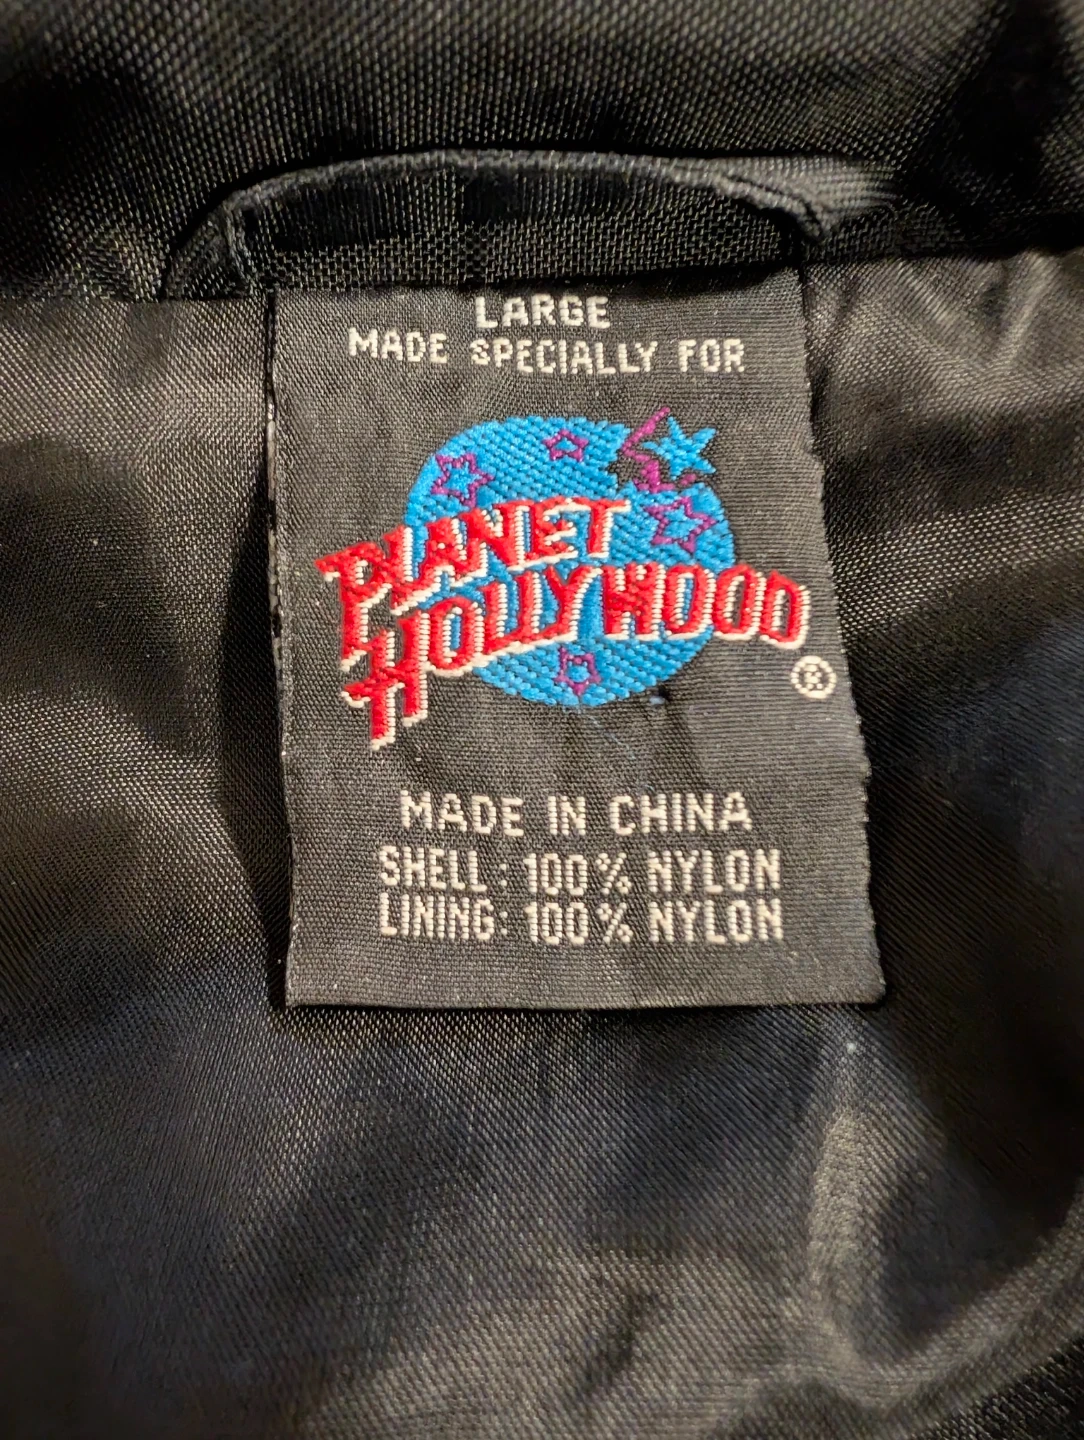 LARGE
MADE SPECIALLY FOR
PLANET
HOLLYWOOD
®
MADE IN CHINA
SHELL: 100% NYLON
LINING: 100% NYLON